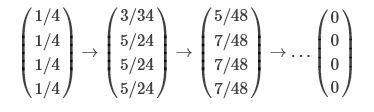 (1/4 1/4 1/4 1/4) → (3/34 5/24 5/24 5/24) → (5/48 7/48 7/48 7/48) → … (0 0 0 0)